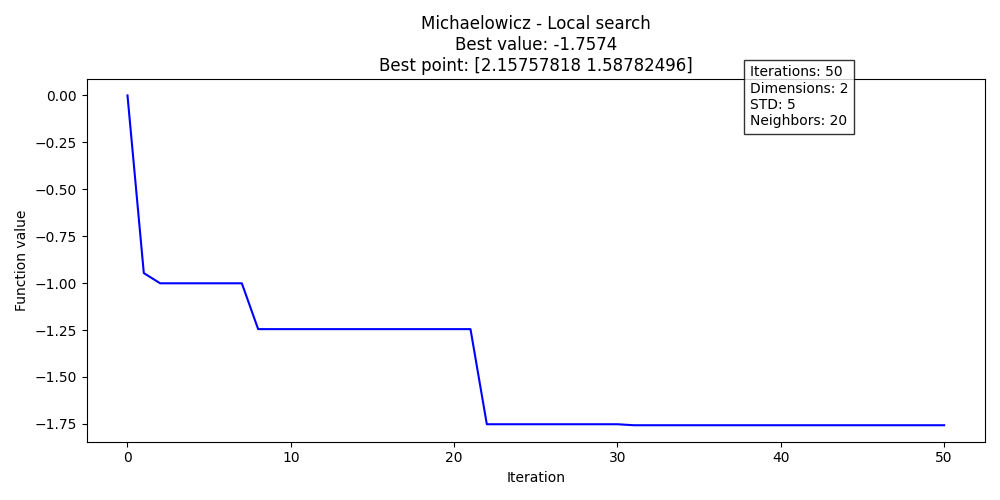 Michaelowicz - Local search
Best value: -1.7574
Best point: [2.15757818 1.58782496]
Iterations: 50
Dimensions: 2
STD: 5
Neighbors: 20
Function value
0.00
−0.25
−0.50
−0.75
−1.00
−1.25
−1.50
−1.75
0 10 20 30 40 50
Iteration